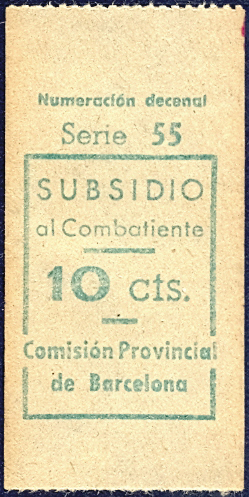 Numeración decenal
Serie 55
SUBSIDIO
al Combatiente
10 cts.
Comisión Provincial
de Barcelona